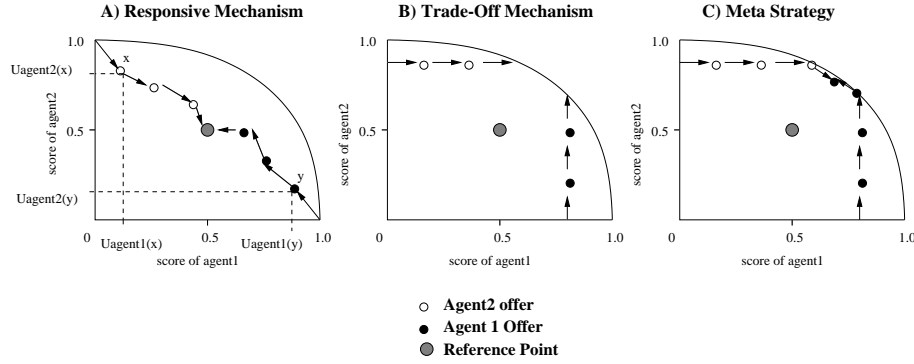 A) Responsive Mechanism
1.0
x
Uagent2(x)
score of agent2
0.5
y
Uagent2(y)
0
Uagent1(x)
0.5
Uagent1(y)
1.0
score of agent1
B) Trade-Off Mechanism
1.0
score of agent2
0.5
0
0.5
1.0
score of agent1
C) Meta Strategy
1.0
score of agent2
0.5
0
0.5
1.0
score of agent1
Agent2 offer
Agent 1 Offer
Reference Point